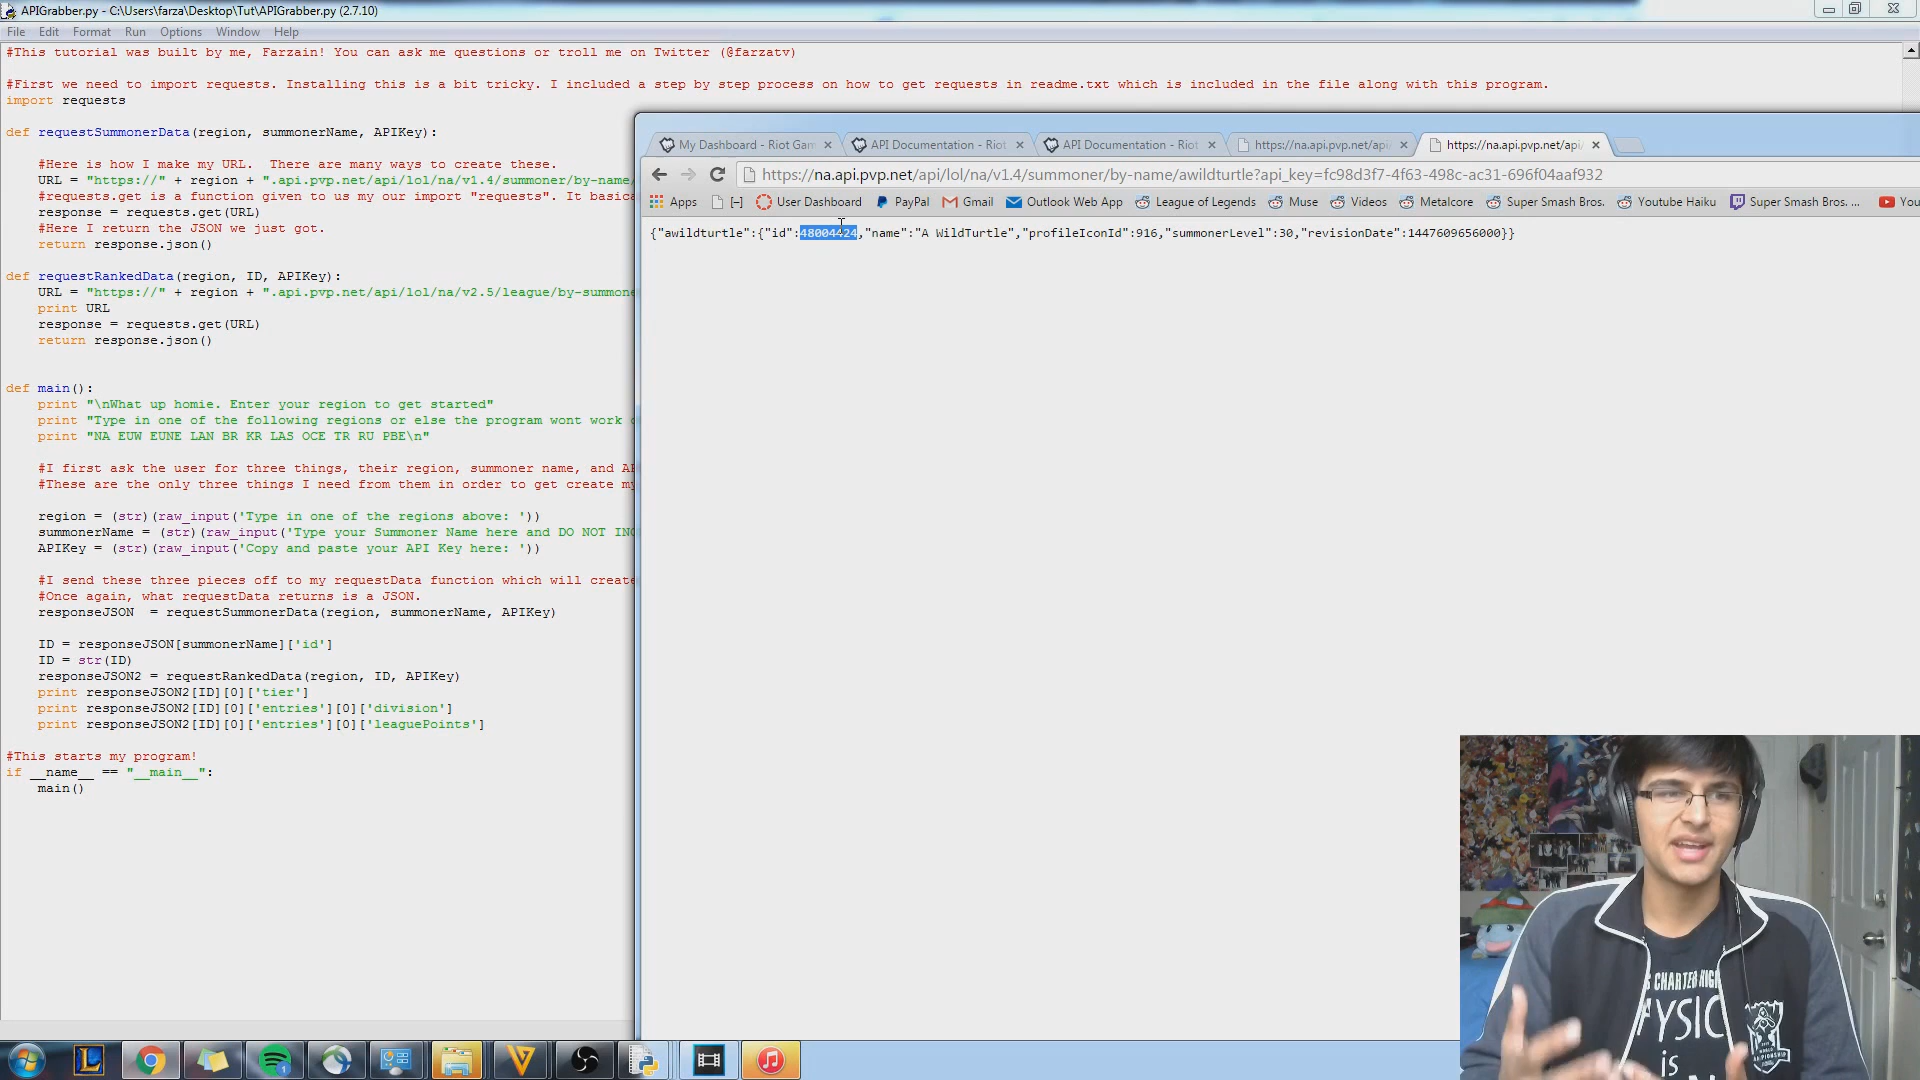 APIGrabber.py - C:\Users\farza\Desktop\Tut\APIGrabber.py (2.7.10)
File Edit Format Run Options Window Help
#This tutorial was built by me, Farzain! You can ask me questions or troll me on Twitter (@farzatv)
#First we need to import requests. Installing this is a bit tricky. I included a step by step process on how to get requests in readme.txt which is included in the file along with this program.
import requests
def requestSummonerData(region, summonerName, APIKey):
#Here is how I make my URL.  There are many ways to create these.
URL = "https://" + region + ".api.pvp.net/api/lol/na/v1.4/summoner/by-name/
#requests.get is a function given to us my our import "requests". It basica
response = requests.get(URL)
#Here I return the JSON we just got.
return response.json()
def requestRankedData(region, ID, APIKey):
URL = "https://" + region + ".api.pvp.net/api/lol/na/v2.5/league/by-summone
print URL
response = requests.get(URL)
return response.json()
def main():
print "\nWhat up homie. Enter your region to get started"
print "Type in one of the following regions or else the program wont work
print "NA EUW EUNE LAN BR KR LAS OCE TR RU PBE\n"
#I first ask the user for three things, their region, summoner name, and AP
#These are the only three things I need from them in order to get create my
region = (str)(raw_input('Type in one of the regions above: '))
summonerName = (str)(raw_input('Type your Summoner Name here and DO NOT INC
APIKey = (str)(raw_input('Copy and paste your API Key here: '))
#I send these three pieces off to my requestData function which will create
#Once again, what requestData returns is a JSON.
responseJSON  = requestSummonerData(region, summonerName, APIKey)
ID = responseJSON[summonerName]['id']
ID = str(ID)
responseJSON2 = requestRankedData(region, ID, APIKey)
print responseJSON2[ID][0]['tier']
print responseJSON2[ID][0]['entries'][0]['division']
print responseJSON2[ID][0]['entries'][0]['leaguePoints']
#This starts my program!
if __name__ == "__main__":
main()
My Dashboard - Riot Gam API Documentation - Riot API Documentation - Riot https://na.api.pvp.net/api/ https://na.api.pvp.net/api/
https://na.api.pvp.net/api/lol/na/v1.4/summoner/by-name/awildturtle?api_key=fc98d3f7-4f63-498c-ac31-696f04aaf932
Apps [–] User Dashboard PayPal Gmail Outlook Web App League of Legends Muse Videos Metalcore Super Smash Bros. Youtube Haiku Super Smash Bros... You
{"awildturtle":{"id":48004424,"name":"A WildTurtle","profileIconId":916,"summonerLevel":30,"revisionDate":1447609656000}}
CHARTER HIGH
PHYSIC
is